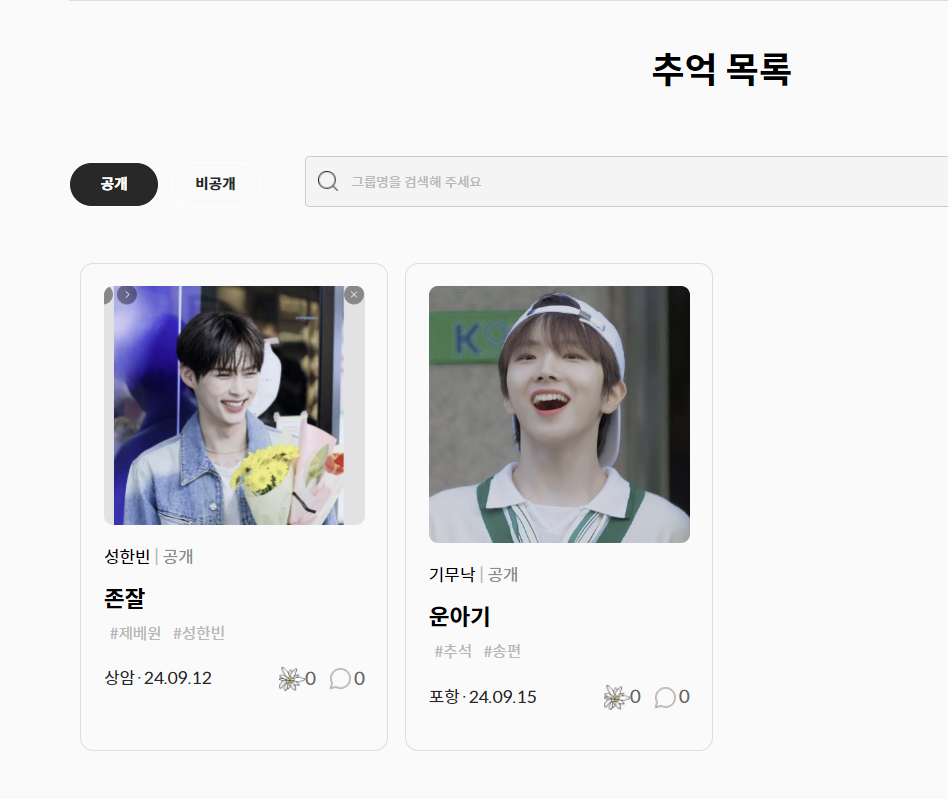 추억 목록
공개
비공개
그룹명을 검색해 주세요
성한빈 | 공개
존잘
#제베원 #성한빈
상암 · 24.09.12 0 0
KO
기무낙 | 공개
운아기
#추석 #송편
포항 · 24.09.15 0 0